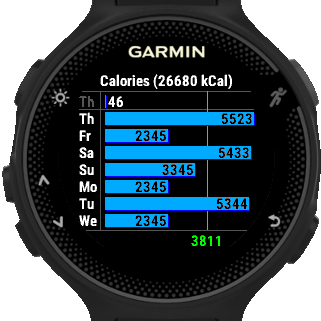 GARMIN
Calories (26680 kCal)
Th 46
Th 5523
Fr 2345
Sa 5433
Su 3345
Mo 2345
Tu 5344
We 2345
3811